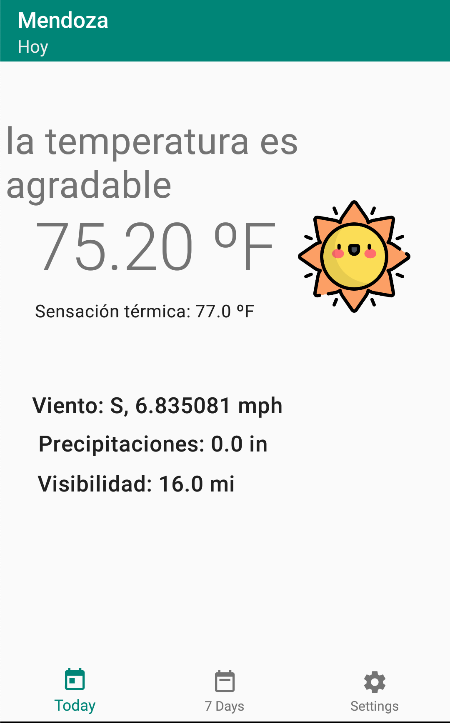 Mendoza
Hoy
la temperatura es
agradable
75.20 ºF
Sensación térmica: 77.0 ºF
Viento: S, 6.835081 mph
Precipitaciones: 0.0 in
Visibilidad: 16.0 mi
Today
7 Days
Settings